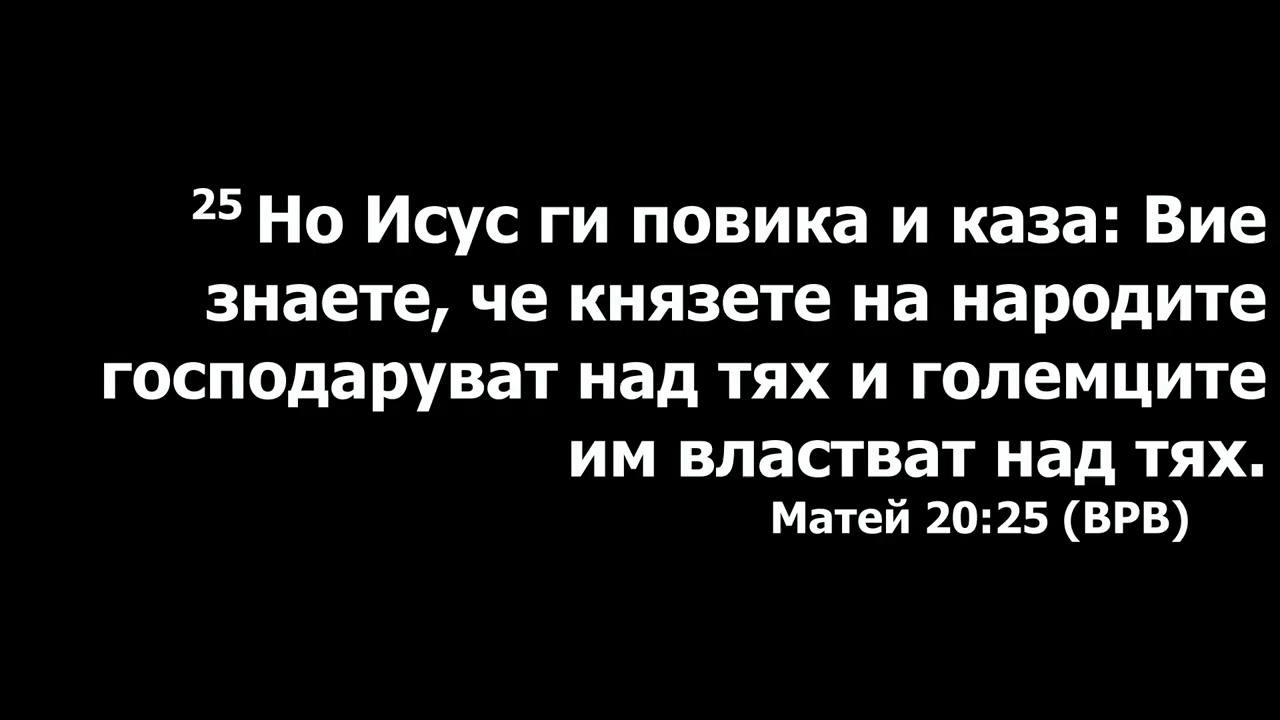 25 Но Исус ги повика и каза: Вие
знаете, че князете на народите
господаруват над тях и големците
им властват над тях.
Матей 20:25 (ВРВ)